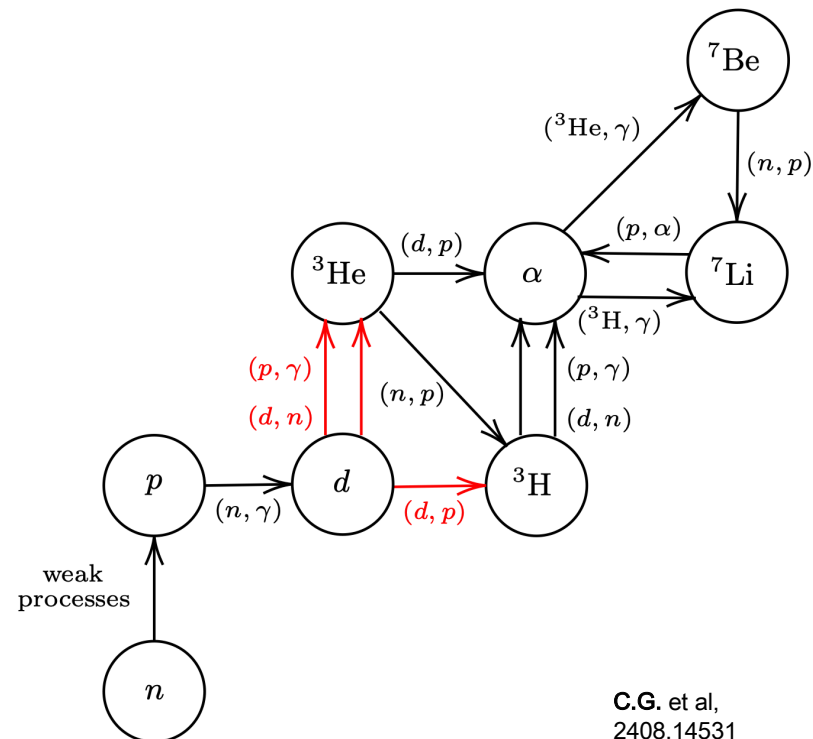 ⁷Be
(³He, γ)
(n, p)
(d, p)
(p, α)
³He
α
⁷Li
(³H, γ)
(p, γ)
(n, p)
(p, γ)
(d, n)
(d, n)
p
d
³H
(n, γ)
(d, p)
weak
processes
n
C.G. et al,
2408.14531